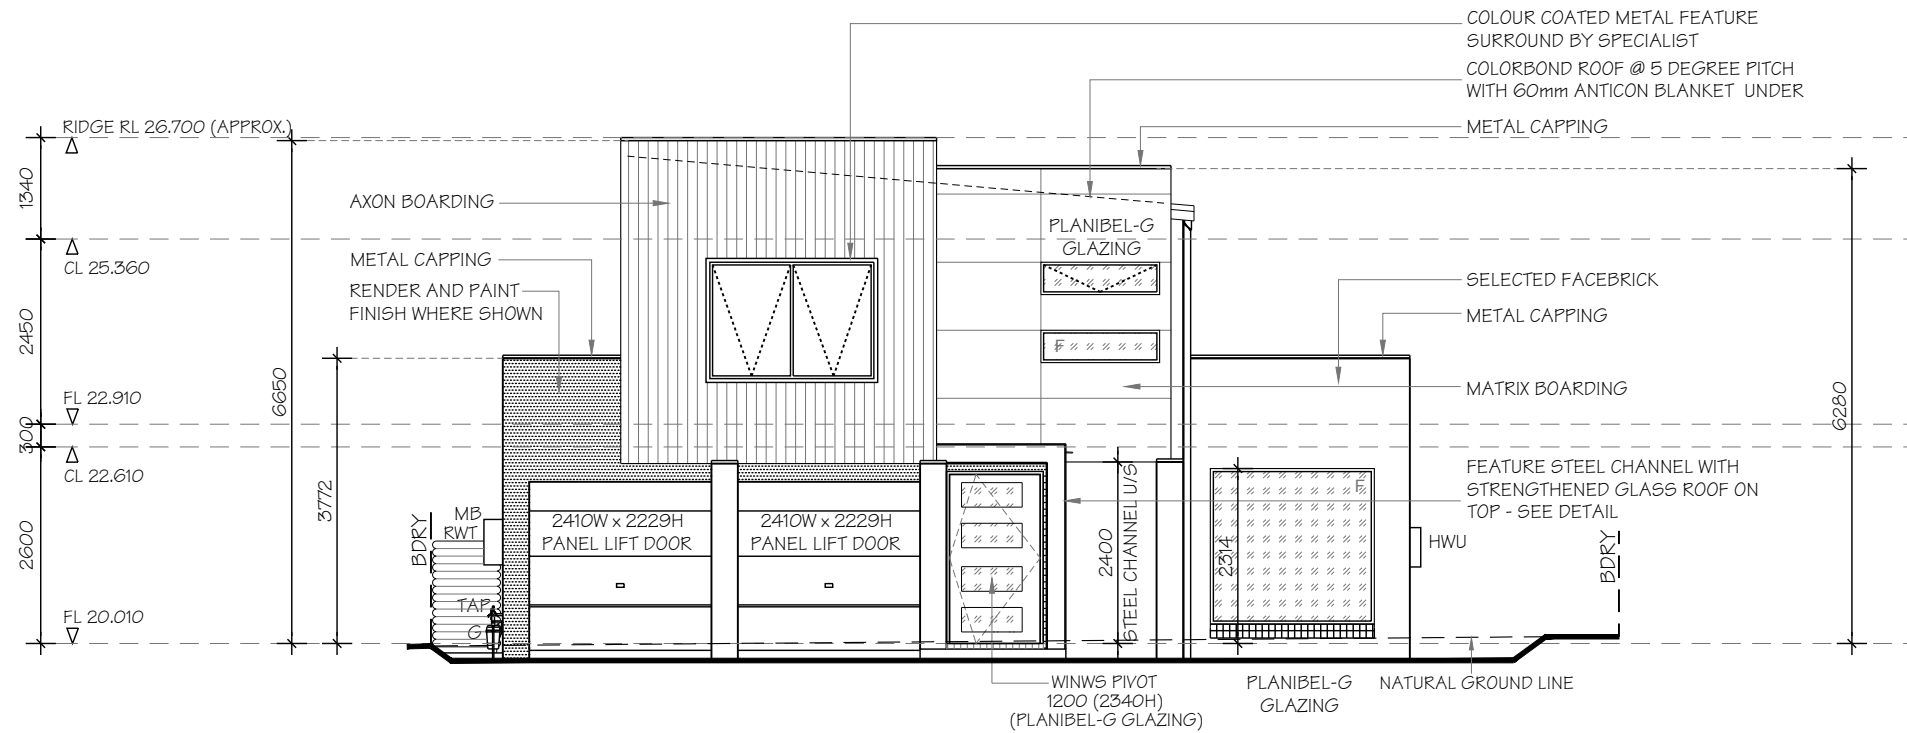 COLOUR COATED METAL FEATURE
SURROUND BY SPECIALIST
COLORBOND ROOF @ 5 DEGREE PITCH
WITH 60mm ANTICON BLANKET UNDER
METAL CAPPING
RIDGE RL 26.700 (APPROX.)
1340
AXON BOARDING
PLANIBEL-G
GLAZING
CL 25.360
METAL CAPPING
RENDER AND PAINT
FINISH WHERE SHOWN
SELECTED FACEBRICK
METAL CAPPING
2450
F
MATRIX BOARDING
FL 22.910
6650
6280
300
CL 22.610
3772
FEATURE STEEL CHANNEL WITH
STRENGTHENED GLASS ROOF ON
TOP - SEE DETAIL
F
2600
BDRY
MB
RWT
2410W x 2229H
PANEL LIFT DOOR
2410W x 2229H
PANEL LIFT DOOR
2400
STEEL CHANNEL U/S
2314
HWU
BDRY
TAP
G
FL 20.010
WINWS PIVOT
1200 (2340H)
(PLANIBEL-G GLAZING)
PLANIBEL-G
GLAZING
NATURAL GROUND LINE